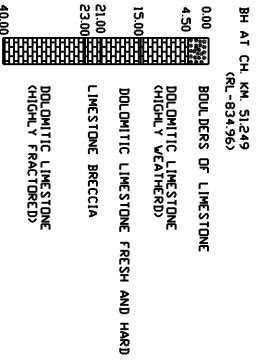 BH AT CH. KM. 51.249
(RL-834.96)
0.00
BOULDERS OF LIMESTONE
4.50
DOLOMITIC LIMESTONE
(HIGHLY WEATHERD)
15.00
DOLOMITIC LIMESTONE FRESH AND HARD
21.00
23.00
LIMESTONE BRECCIA
DOLOMITIC LIMESTONE
(HIGHLY FRACTORED)
40.00